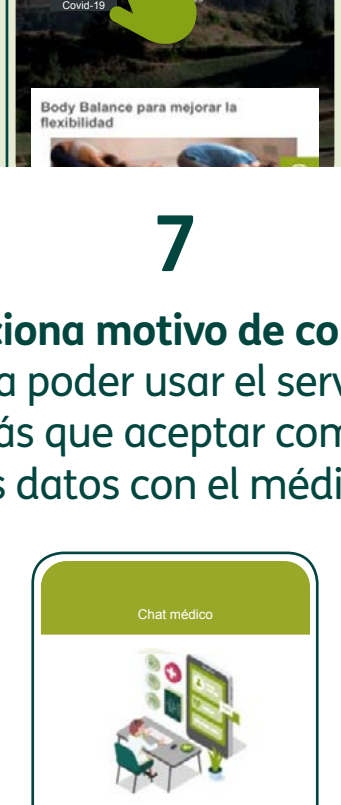 Covid-19
Body Balance para mejorar la
flexibilidad
7
ciona motivo de co
a poder usar el serv
ás que aceptar com
s datos con el médi
Chat médico